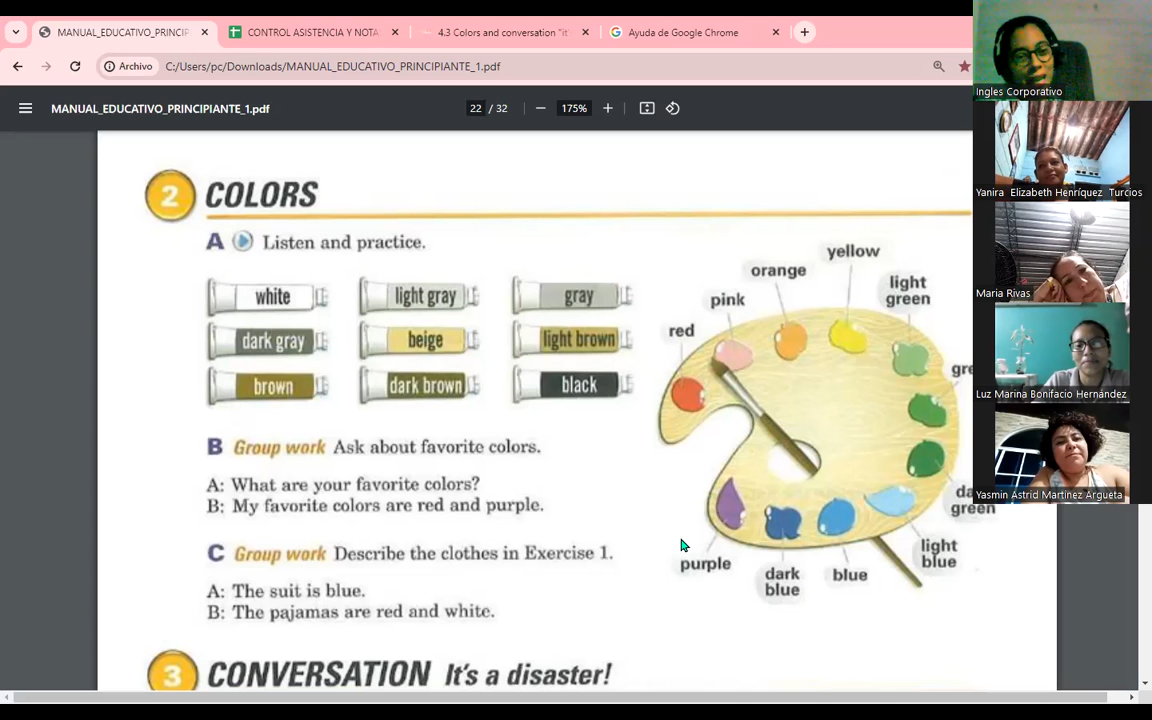 MANUAL_EDUCATIVO_PRINCIP
CONTROL ASISTENCIA Y NOTA
4.3 Colors and conversation "it
Ayuda de Google Chrome
Archivo
C:/Users/pc/Downloads/MANUAL_EDUCATIVO_PRINCIPIANTE_1.pdf
MANUAL_EDUCATIVO_PRINCIPIANTE_1.pdf
22 / 32
175%
2 COLORS
A Listen and practice.
white light gray gray
dark gray beige light brown
brown dark brown black
B Group work Ask about favorite colors.
A: What are your favorite colors?
B: My favorite colors are red and purple.
C Group work Describe the clothes in Exercise 1.
A: The suit is blue.
B: The pajamas are red and white.
red
pink
orange
yellow
light
green
gre
da
green
light
blue
blue
dark
blue
purple
3 CONVERSATION It's a disaster!
Ingles Corporativo
Yanira Elizabeth Henríquez Turcios
Maria Rivas
Luz Marina Bonifacio Hernández
Yasmin Astrid Martinez Argueta